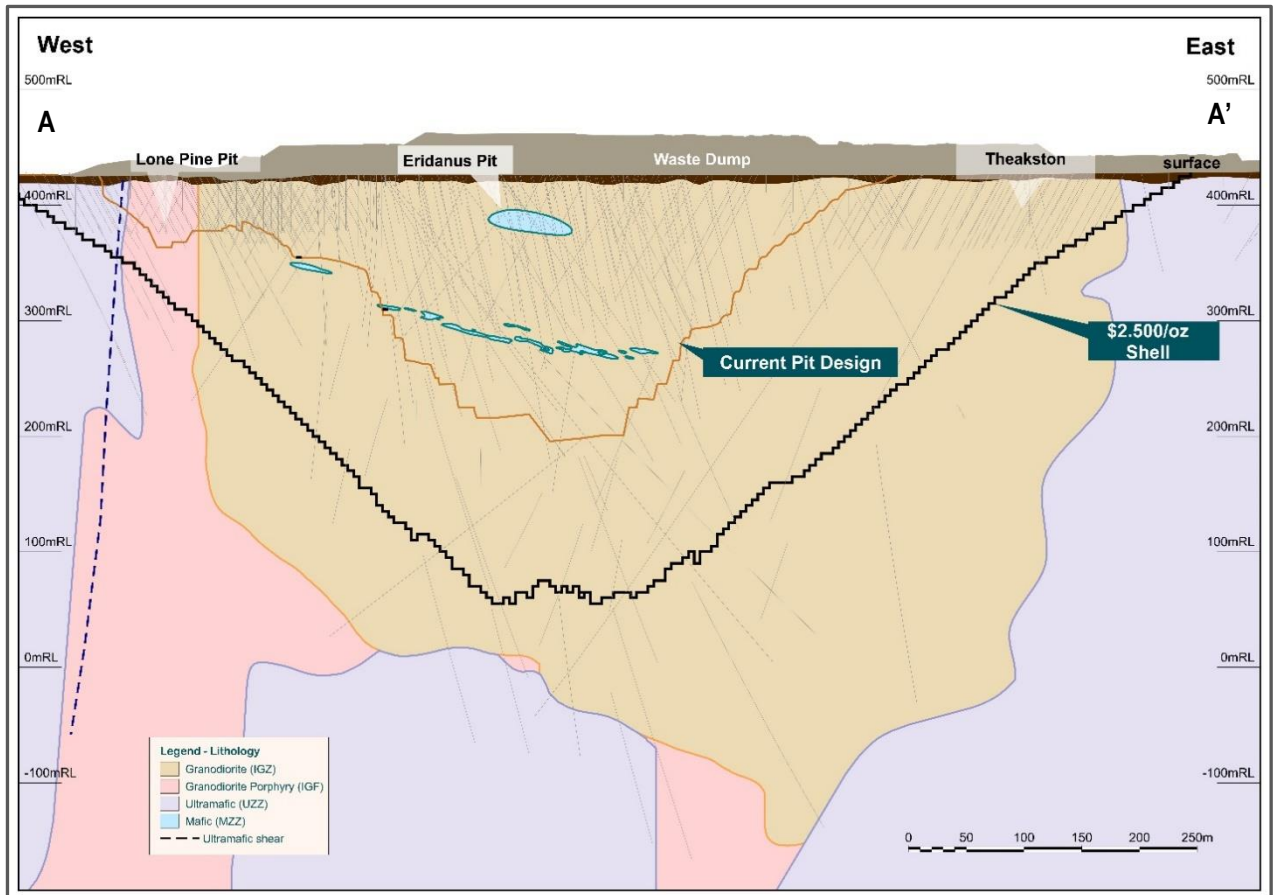 West
East
500mRL
500mRL
A
A'
Lone Pine Pit
Eridanus Pit
Waste Dump
Theakston
surface
400mRL
400mRL
300mRL
300mRL
$2.500/oz
Shell
Current Pit Design
200mRL
200mRL
100mRL
100mRL
0mRL
0mRL
-100mRL
-100mRL
Legend - Lithology
Granodiorite (IGZ)
Granodiorite Porphyry (IGF)
Ultramafic (UZZ)
Mafic (MZZ)
Ultramafic shear
0 50 100 150 200 250m